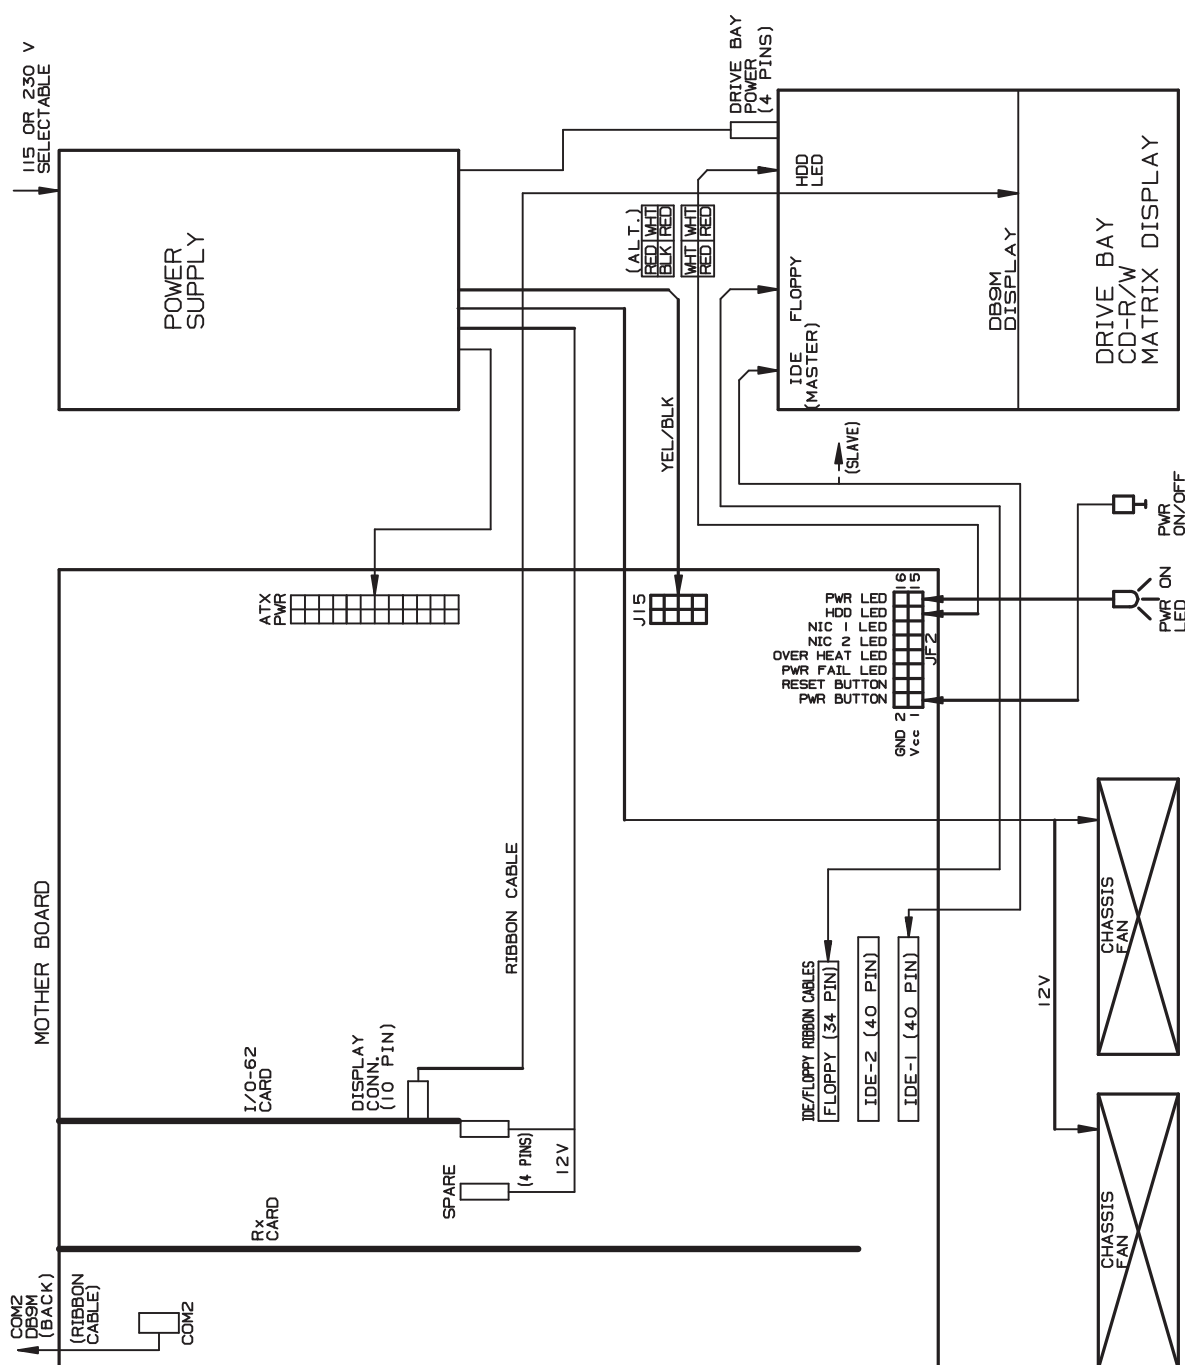 115 OR 230 V
SELECTABLE
POWER
SUPPLY
DRIVE BAY
POWER
(4 PINS)
HDD
LED
(ALT.)
RED WHT
BLK RED
WHT WHT
RED RED
FLOPPY
IDE
(MASTER)
DB9M
DISPLAY
DRIVE BAY
CD-R/W
MATRIX DISPLAY
YEL/BLK
(SLAVE)
PWR
ON/OFF
PWR ON
LED
MOTHER BOARD
ATX
PWR
J15
PWR LED
HDD LED
NIC 1 LED
NIC 2 LED
OVER HEAT LED
PWR FAIL LED
RESET BUTTON
PWR BUTTON
16
15
JF2
GND 2
Vcc 1
RIBBON CABLE
I/O-62
CARD
DISPLAY
CONN.
(10 PIN)
IDE/FLOPPY RIBBON CABLES
FLOPPY (34 PIN)
IDE-2 (40 PIN)
IDE-1 (40 PIN)
12V
CHASSIS
FAN
SPARE
(4 PINS)
12V
Rx
CARD
CHASSIS
FAN
COM2
DB9M
(BACK)
(RIBBON
CABLE)
COM2